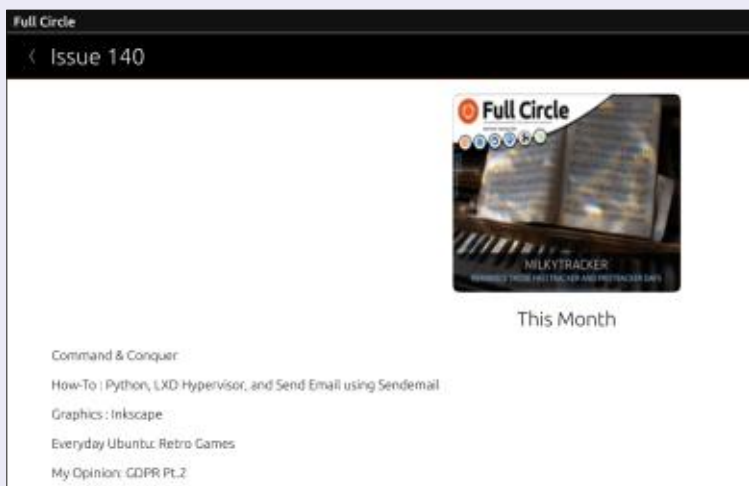 Full Circle
Issue 140
Full Circle
MILKYTRACKER
This Month
Command & Conquer
How-To : Python, LXD Hypervisor, and Send Email using Sendemail
Graphics : Inkscape
Everyday Ubuntu: Retro Games
My Opinion: GDPR Pt.2